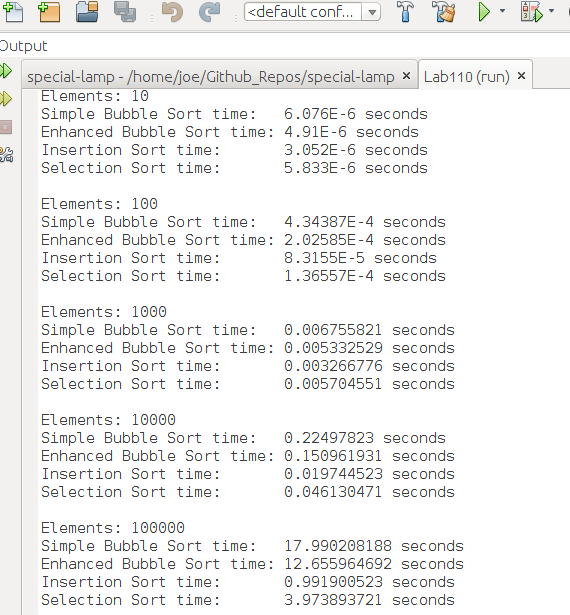 <default conf...
Output
special-lamp - /home/joe/Github_Repos/special-lamp × Lab110 (run) ×
Elements: 10
Simple Bubble Sort time: 6.076E-6 seconds
Enhanced Bubble Sort time: 4.91E-6 seconds
Insertion Sort time: 3.052E-6 seconds
Selection Sort time: 5.833E-6 seconds
Elements: 100
Simple Bubble Sort time: 4.34387E-4 seconds
Enhanced Bubble Sort time: 2.02585E-4 seconds
Insertion Sort time: 8.3155E-5 seconds
Selection Sort time: 1.36557E-4 seconds
Elements: 1000
Simple Bubble Sort time: 0.006755821 seconds
Enhanced Bubble Sort time: 0.005332529 seconds
Insertion Sort time: 0.003266776 seconds
Selection Sort time: 0.005704551 seconds
Elements: 10000
Simple Bubble Sort time: 0.22497823 seconds
Enhanced Bubble Sort time: 0.150961931 seconds
Insertion Sort time: 0.019744523 seconds
Selection Sort time: 0.046130471 seconds
Elements: 100000
Simple Bubble Sort time: 17.990208188 seconds
Enhanced Bubble Sort time: 12.655964692 seconds
Insertion Sort time: 0.991900523 seconds
Selection Sort time: 3.973893721 seconds